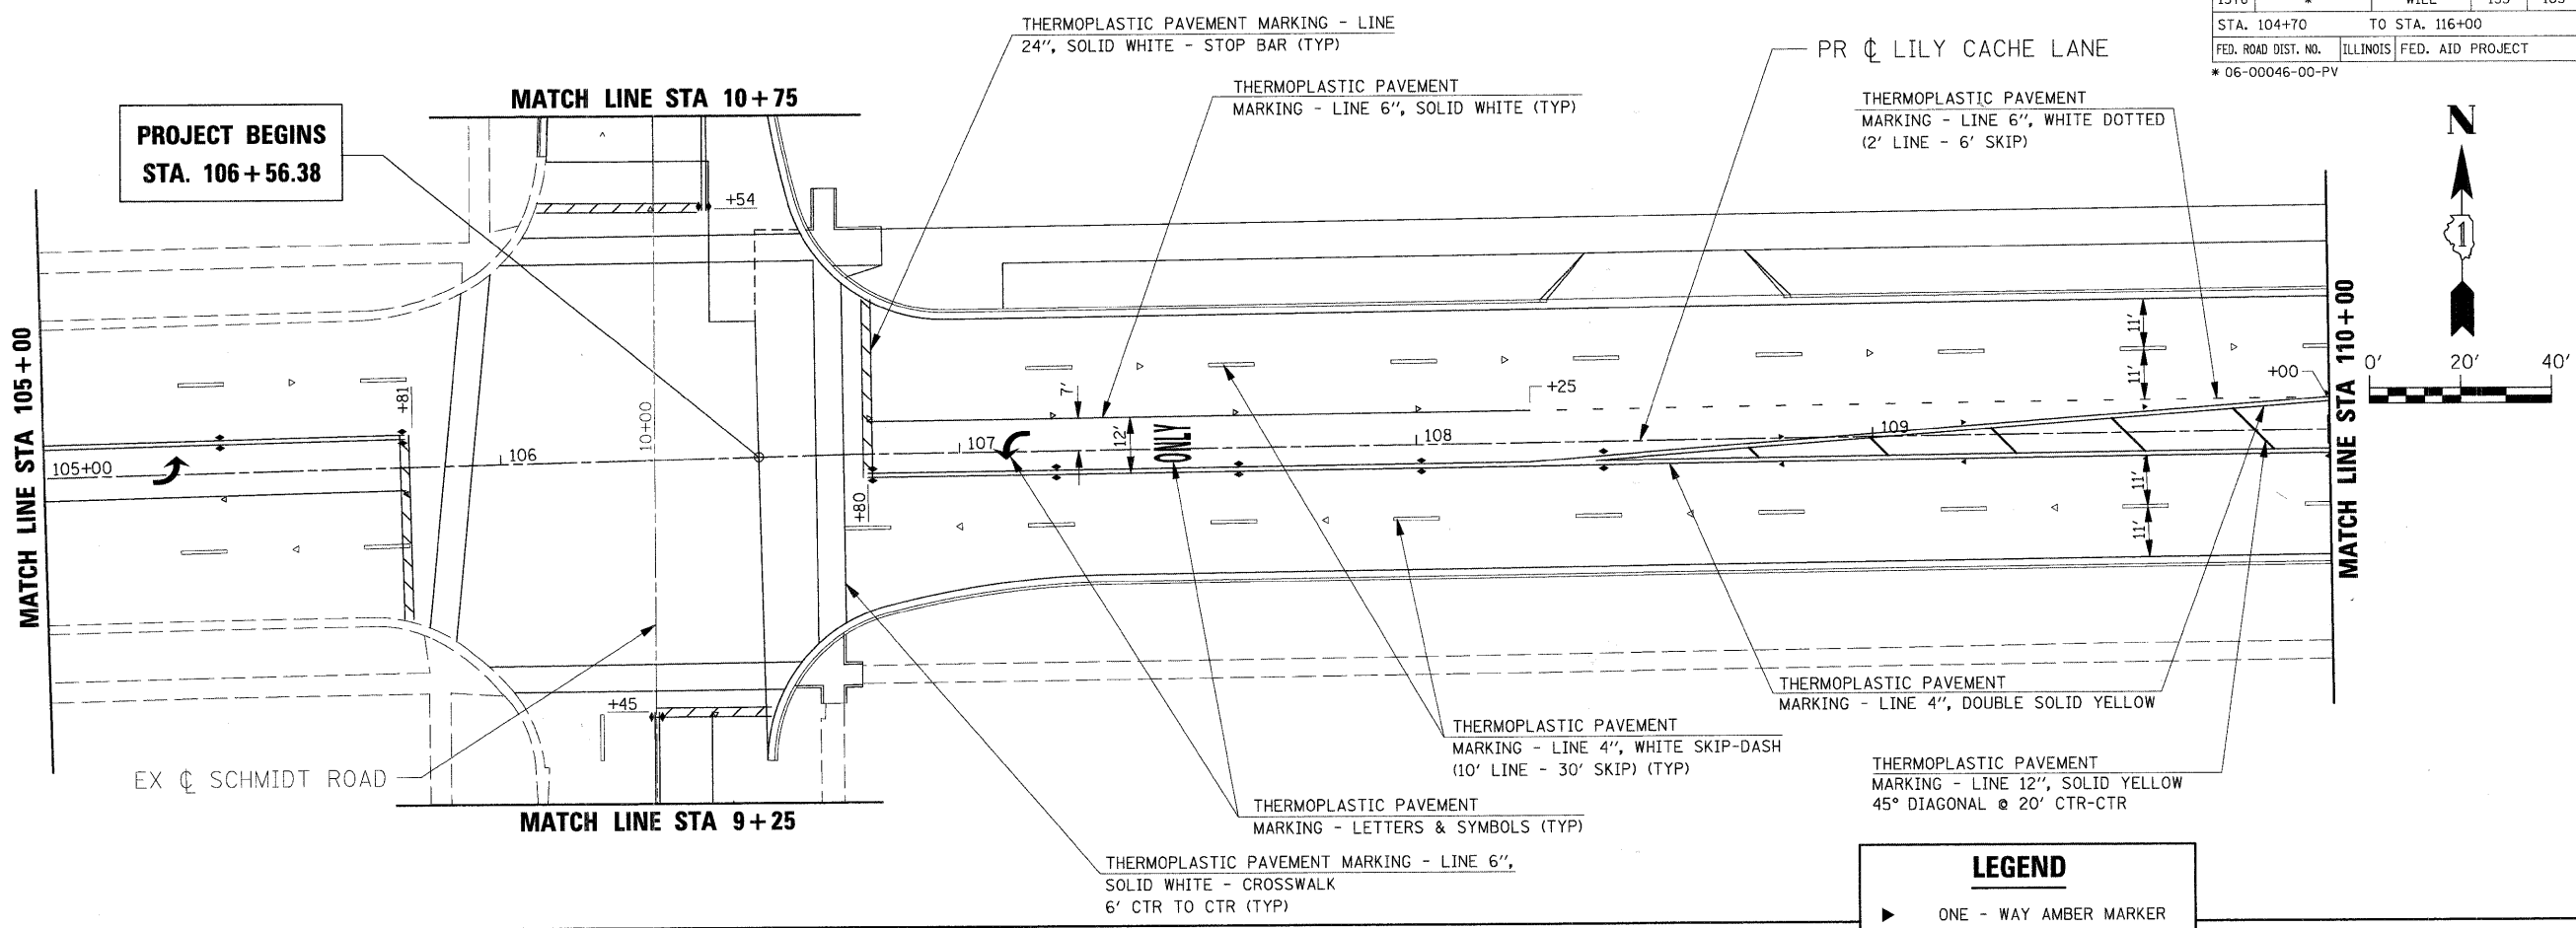 STA. 104+70 TO STA. 116+00
FED. ROAD DIST. NO. ILLINOIS FED. AID PROJECT
* 06-00046-00-PV
THERMOPLASTIC PAVEMENT MARKING - LINE
24", SOLID WHITE - STOP BAR (TYP)
PR ℄ LILY CACHE LANE
THERMOPLASTIC PAVEMENT
MARKING - LINE 6", SOLID WHITE (TYP)
THERMOPLASTIC PAVEMENT
MARKING - LINE 6", WHITE DOTTED
(2' LINE - 6' SKIP)
MATCH LINE STA 10+75
PROJECT BEGINS
STA. 106+56.38
N
1
0' 20' 40'
+54
MATCH LINE STA 105+00
MATCH LINE STA 110+00
11'
11'
+00
+25
+81
7'
12'
10+00
105+00
106
107
108
109
ONLY
+80
11'
11'
+45
EX ℄ SCHMIDT ROAD
MATCH LINE STA 9+25
THERMOPLASTIC PAVEMENT
MARKING - LINE 4", DOUBLE SOLID YELLOW
THERMOPLASTIC PAVEMENT
MARKING - LINE 4", WHITE SKIP-DASH
(10' LINE - 30' SKIP) (TYP)
THERMOPLASTIC PAVEMENT
MARKING - LINE 12", SOLID YELLOW
45° DIAGONAL @ 20' CTR-CTR
THERMOPLASTIC PAVEMENT
MARKING - LETTERS & SYMBOLS (TYP)
THERMOPLASTIC PAVEMENT MARKING - LINE 6",
SOLID WHITE - CROSSWALK
6' CTR TO CTR (TYP)
LEGEND
ONE - WAY AMBER MARKER